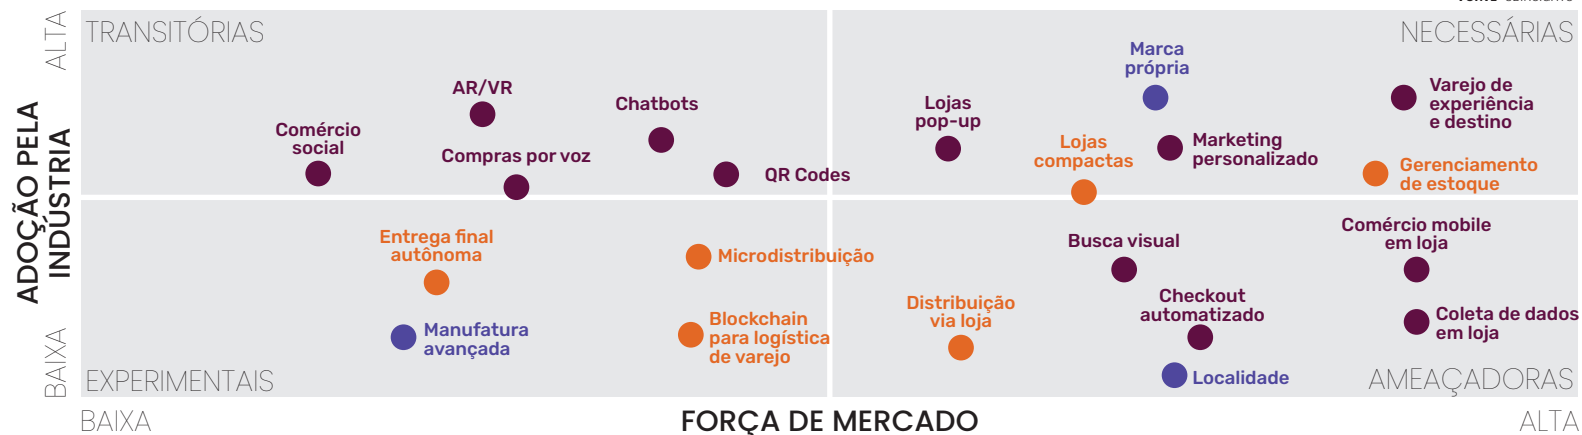 ALTA
ADOÇÃO PELA
INDÚSTRIA
BAIXA
TRANSITÓRIAS
AR/VR
Chatbots
Comércio
social
Compras por voz
QR Codes
NECESSÁRIAS
Marca
própria
Lojas
pop-up
Lojas
compactas
Marketing
personalizado
Varejo de
experiência
e destino
Gerenciamento
de estoque
Entrega final
autônoma
Microdistribuição
Manufatura
avançada
Blockchain
para logística
de varejo
EXPERIMENTAIS
Busca visual
Comércio mobile
em loja
Distribuição
via loja
Checkout
automatizado
Coleta de dados
em loja
Localidade
AMEAÇADORAS
BAIXA
FORÇA DE MERCADO
ALTA